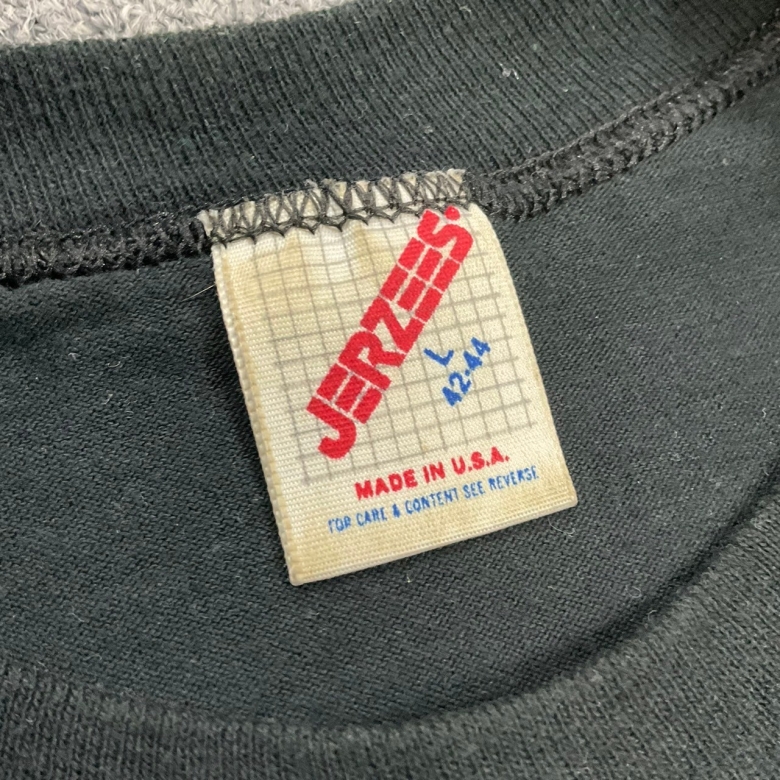 JERZEES.
L
42-44
MADE IN U.S.A.
FOR CARE & CONTENT SEE REVERSE